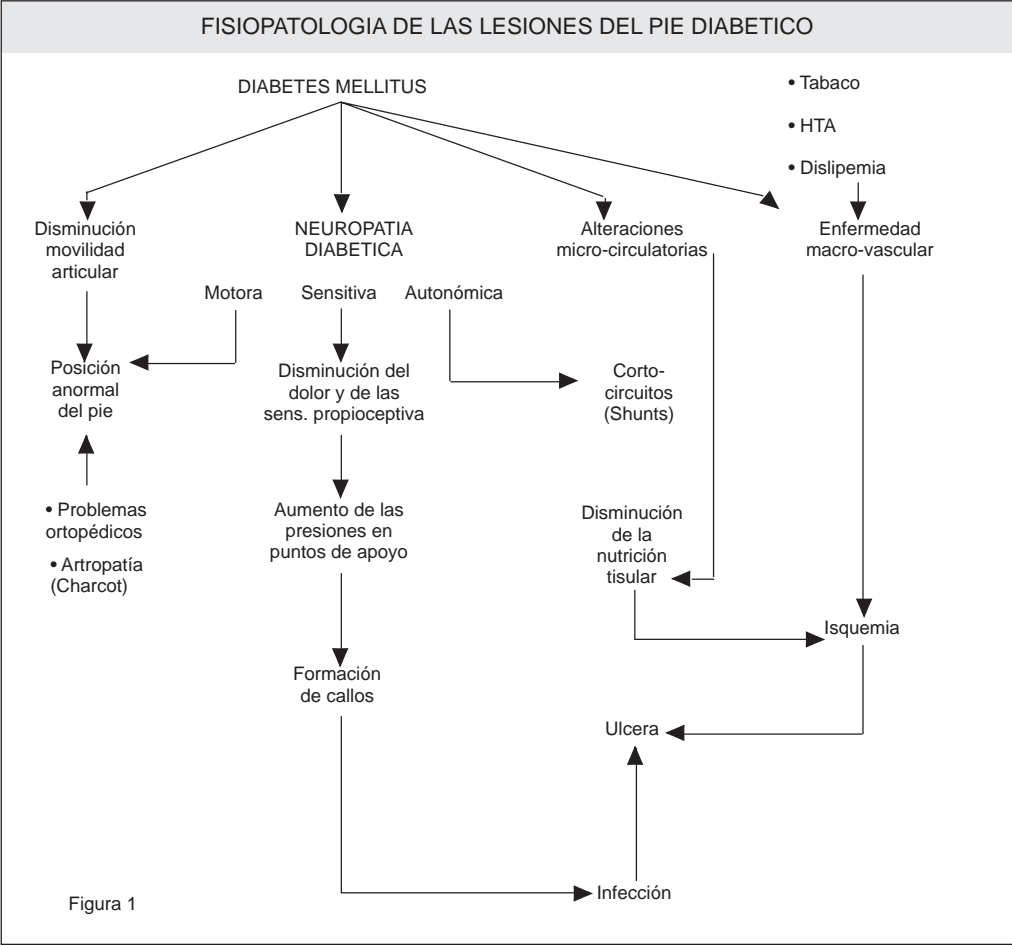 FISIOPATOLOGIA DE LAS LESIONES DEL PIE DIABETICO
DIABETES MELLITUS
• Tabaco
• HTA
• Dislipemia
Disminución
movilidad
articular
NEUROPATIA
DIABETICA
Alteraciones
micro-circulatorias
Enfermedad
macro-vascular
Motora
Sensitiva
Autonómica
Posición
anormal
del pie
Disminución del
dolor y de las
sens. propioceptiva
Corto-
circuitos
(Shunts)
• Problemas
ortopédicos
• Artropatía
(Charcot)
Aumento de las
presiones en
puntos de apoyo
Disminución
de la
nutrición
tisular
Isquemia
Formación
de callos
Ulcera
Infección
Figura 1